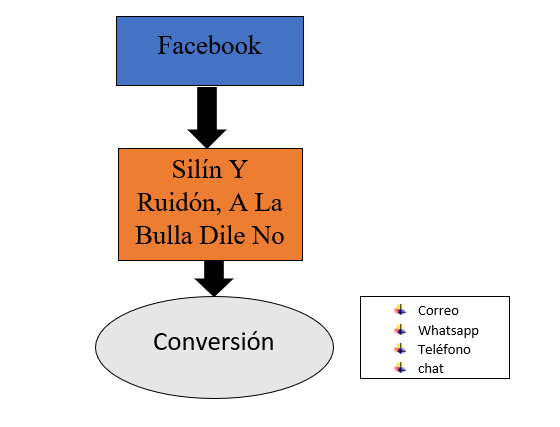 Facebook
Silín Y
Ruidón, A La
Bulla Dile No
Conversión
Correo
Whatsapp
Teléfono
chat